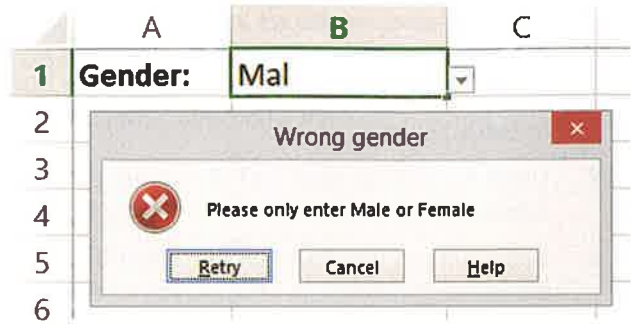 A B C
1 Gender: Mal
2 Wrong gender
3
4 Please only enter Male or Female
5 Retry Cancel Help
6